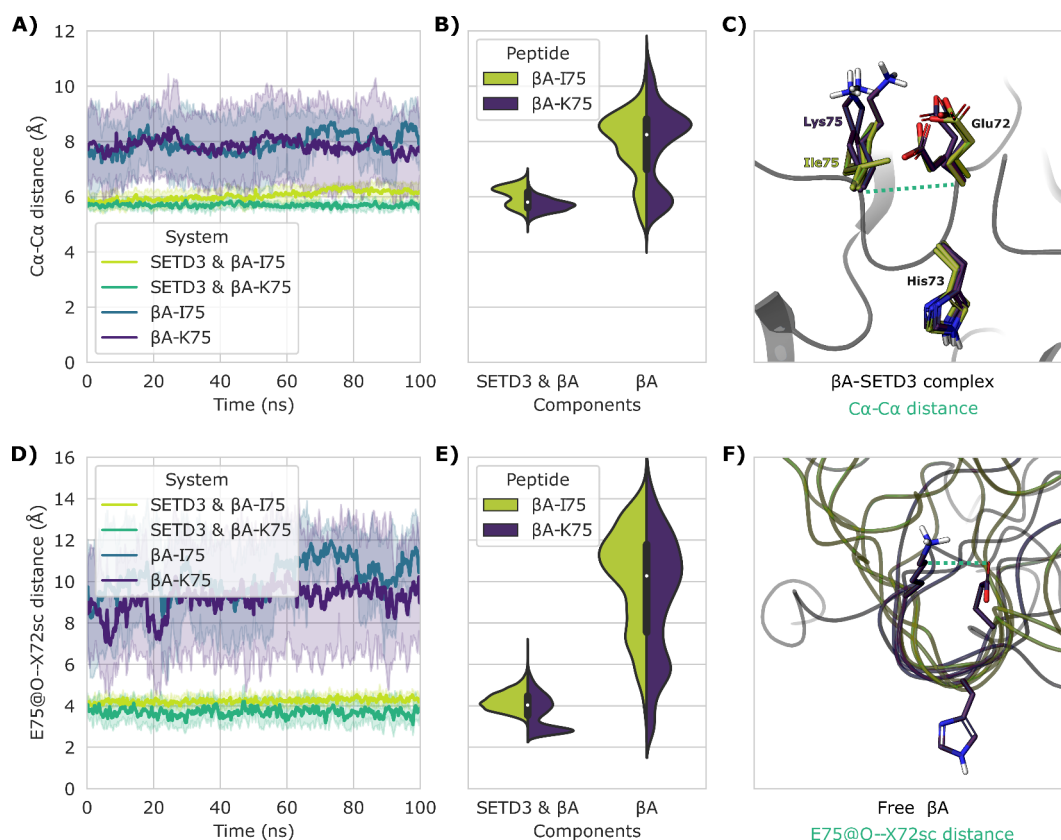 A)
12
10
8
6
4
2
0
Cα-Cα distance (Å)
System
SETD3 & βA-I75
SETD3 & βA-K75
βA-I75
βA-K75
0 20 40 60 80 100
Time (ns)
B)
Peptide
βA-I75
βA-K75
SETD3 & βA βA
Components
C)
Lys75
Glu72
Ile75
His73
βA-SETD3 complex
Cα-Cα distance
D)
16
14
12
10
8
6
4
2
0
E75@O--X72sc distance (Å)
System
SETD3 & βA-I75
SETD3 & βA-K75
βA-I75
βA-K75
0 20 40 60 80 100
Time (ns)
E)
Peptide
βA-I75
βA-K75
SETD3 & βA βA
Components
F)
Free βA
E75@O--X72sc distance